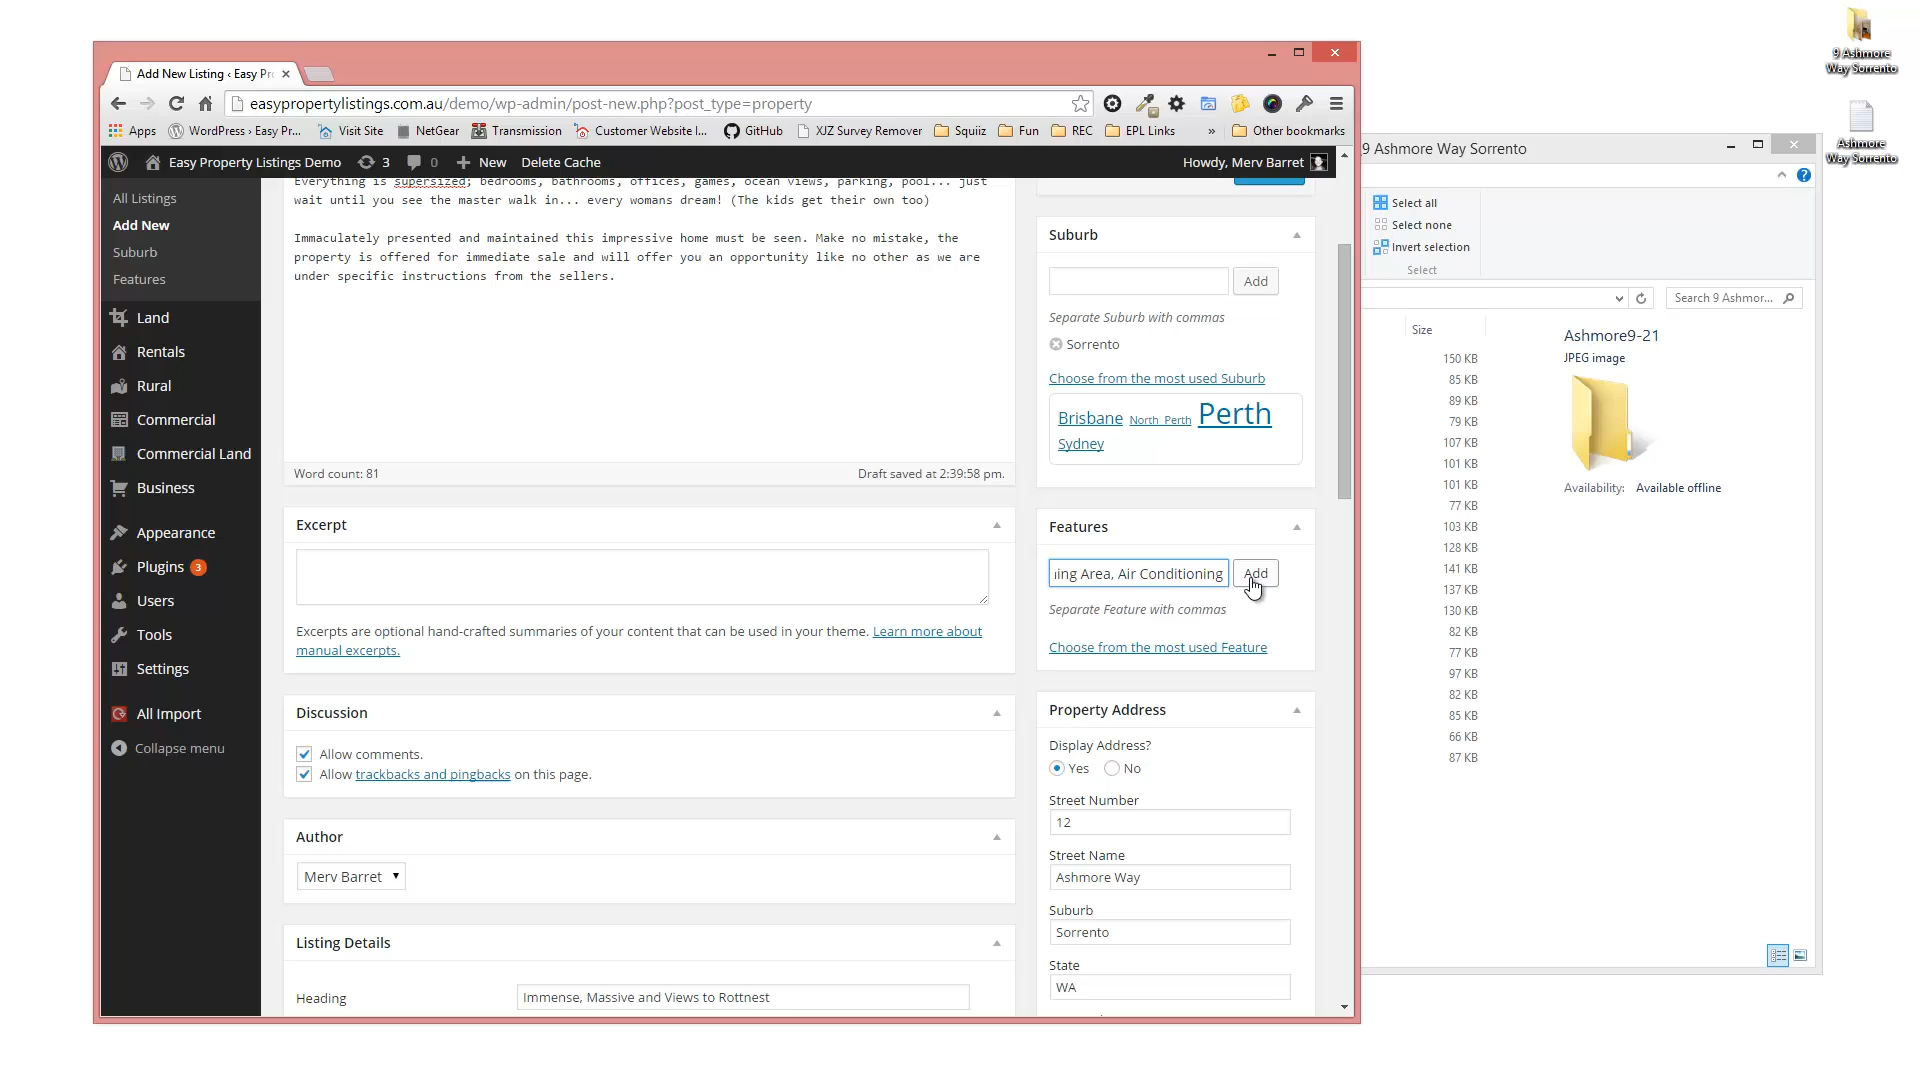 9 Ashmore
Way Sorrento
Ashmore
Way Sorrento
Add New Listing ‹ Easy Pr
easypropertylistings.com.au/demo/wp-admin/post-new.php?post_type=property
Apps
WordPress › Easy Pr...
Visit Site
NetGear
Transmission
Customer Website I...
GitHub
XJZ Survey Remover
Squiiz
Fun
REC
EPL Links
»
Other bookmarks
Easy Property Listings Demo
3
0
New
Delete Cache
Howdy, Merv Barret
All Listings
Add New
Suburb
Features
Land
Rentals
Rural
Commercial
Commercial Land
Business
Appearance
Plugins 3
Users
Tools
Settings
All Import
Collapse menu
Everything is supersized; bedrooms, bathrooms, offices, games, ocean views, parking, pool... just
wait until you see the master walk in... every womans dream! (The kids get their own too)
Immaculately presented and maintained this impressive home must be seen. Make no mistake, the
property is offered for immediate sale and will offer you an opportunity like no other as we are
under specific instructions from the sellers.
Word count: 81
Draft saved at 2:39:58 pm.
Excerpt
Excerpts are optional hand-crafted summaries of your content that can be used in your theme. Learn more about
manual excerpts.
Discussion
Allow comments.
Allow trackbacks and pingbacks on this page.
Author
Merv Barret
Listing Details
Heading
Immense, Massive and Views to Rottnest
Suburb
Add
Separate Suburb with commas
Sorrento
Choose from the most used Suburb
Brisbane North Perth Perth
Sydney
Features
ing Area, Air Conditioning
Add
Separate Feature with commas
Choose from the most used Feature
Property Address
Display Address?
Yes
No
Street Number
12
Street Name
Ashmore Way
Suburb
Sorrento
State
WA
9 Ashmore Way Sorrento
Select all
Select none
Invert selection
Select
Search 9 Ashmor...
Size
150 KB
85 KB
89 KB
79 KB
107 KB
101 KB
101 KB
77 KB
103 KB
128 KB
141 KB
137 KB
130 KB
82 KB
77 KB
97 KB
82 KB
85 KB
66 KB
87 KB
Ashmore9-21
JPEG image
Availability: Available offline